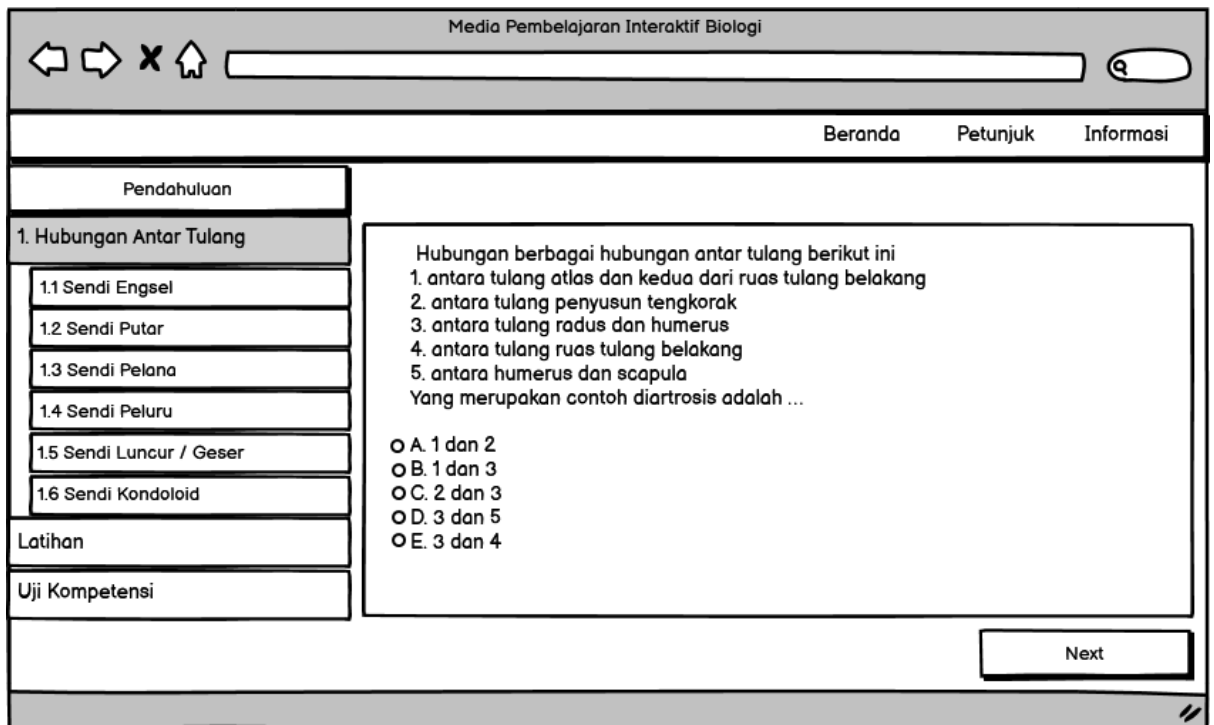 Media Pembelajaran Interaktif Biologi
Beranda Petunjuk Informasi
Pendahuluan
1. Hubungan Antar Tulang
1.1 Sendi Engsel
1.2 Sendi Putar
1.3 Sendi Pelana
1.4 Sendi Peluru
1.5 Sendi Luncur / Geser
1.6 Sendi Kondoloid
Latihan
Uji Kompetensi
Hubungan berbagai hubungan antar tulang berikut ini
1. antara tulang atlas dan kedua dari ruas tulang belakang
2. antara tulang penyusun tengkorak
3. antara tulang radus dan humerus
4. antara tulang ruas tulang belakang
5. antara humerus dan scapula
Yang merupakan contoh diartrosis adalah ...
A. 1 dan 2
B. 1 dan 3
C. 2 dan 3
D. 3 dan 5
E. 3 dan 4
Next